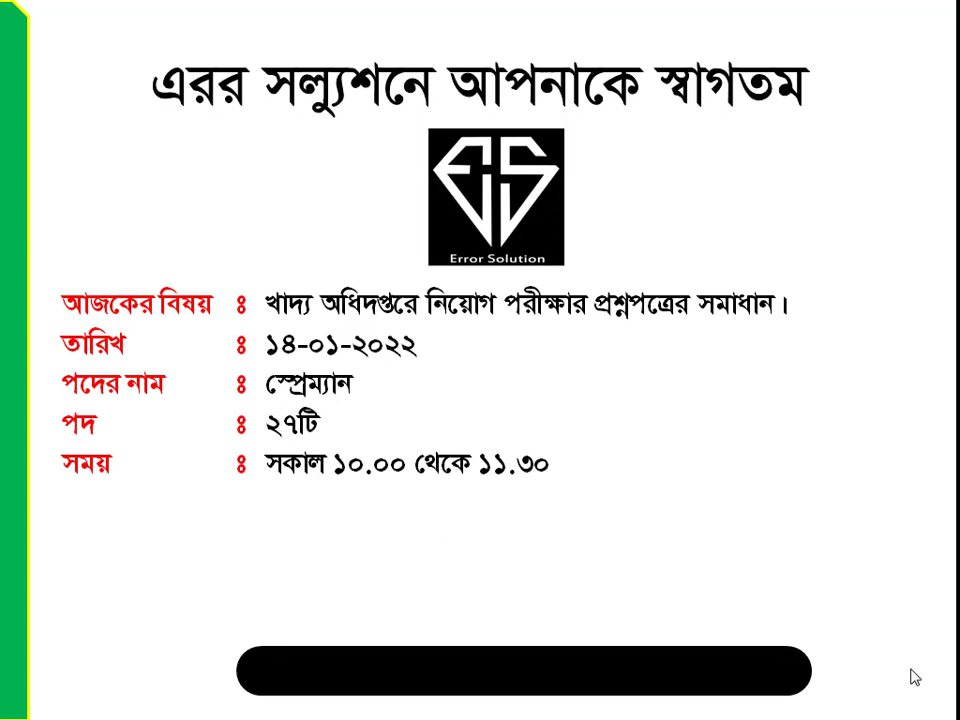 এরর সল্যুশনে আপনাকে স্বাগতম
ES
Error Solution
আজকের বিষয় ঃ খাদ্য অধিদপ্তরে নিয়োগ পরীক্ষার প্রশ্নপত্রের সমাধান।
তারিখ ঃ ১৪-০১-২০২২
পদের নাম ঃ স্প্রেম্যান
পদ ঃ ২৭টি
সময় ঃ সকাল ১০.০০ থেকে ১১.৩০